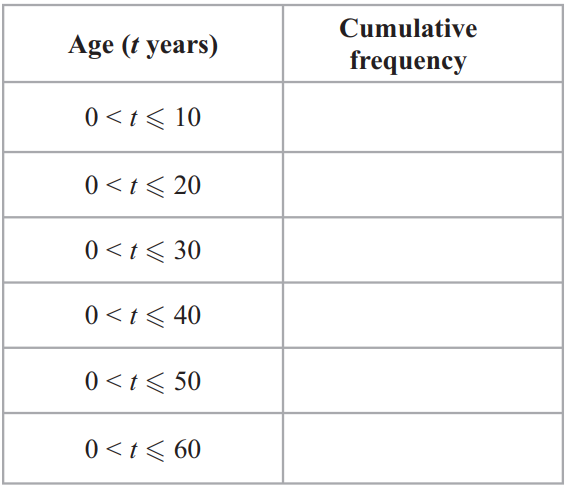 Age (t years)
Cumulative
frequency
0 < t ⩽ 10
0 < t ⩽ 20
0 < t ⩽ 30
0 < t ⩽ 40
0 < t ⩽ 50
0 < t ⩽ 60